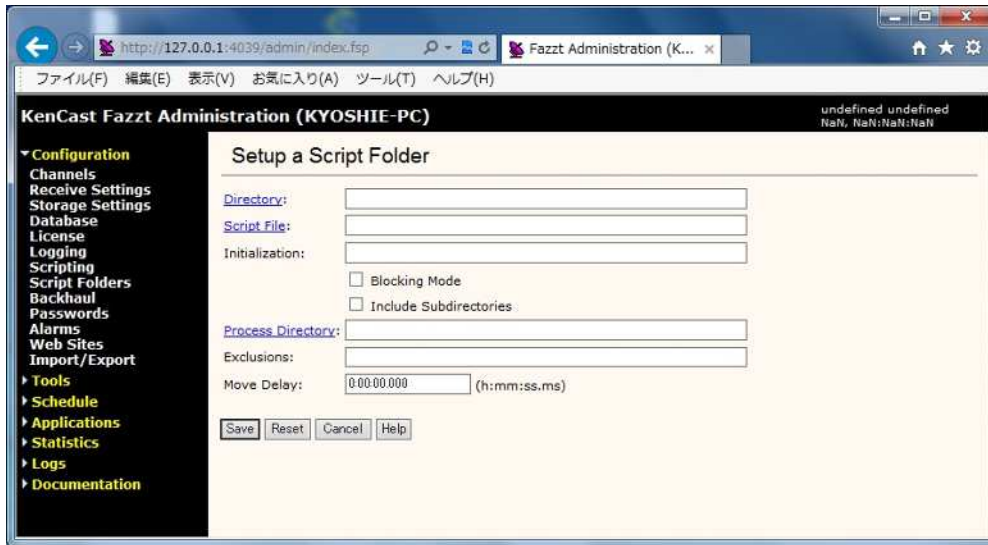 http://127.0.0.1:4039/admin/index.fsp
Fazzt Administration (K...
ファイル(F) 編集(E) 表示(V) お気に入り(A) ツール(T) ヘルプ(H)
KenCast Fazzt Administration (KYOSHIE-PC)
undefined undefined
NaN, NaN:NaN:NaN
Configuration
Channels
Receive Settings
Storage Settings
Database
License
Logging
Scripting
Script Folders
Backhaul
Passwords
Alarms
Web Sites
Import/Export
Tools
Schedule
Applications
Statistics
Logs
Documentation
Setup a Script Folder
Directory:
Script File:
Initialization:
Blocking Mode
Include Subdirectories
Process Directory:
Exclusions:
Move Delay: 0:00:00.000 (h:mm:ss.ms)
Save Reset Cancel Help